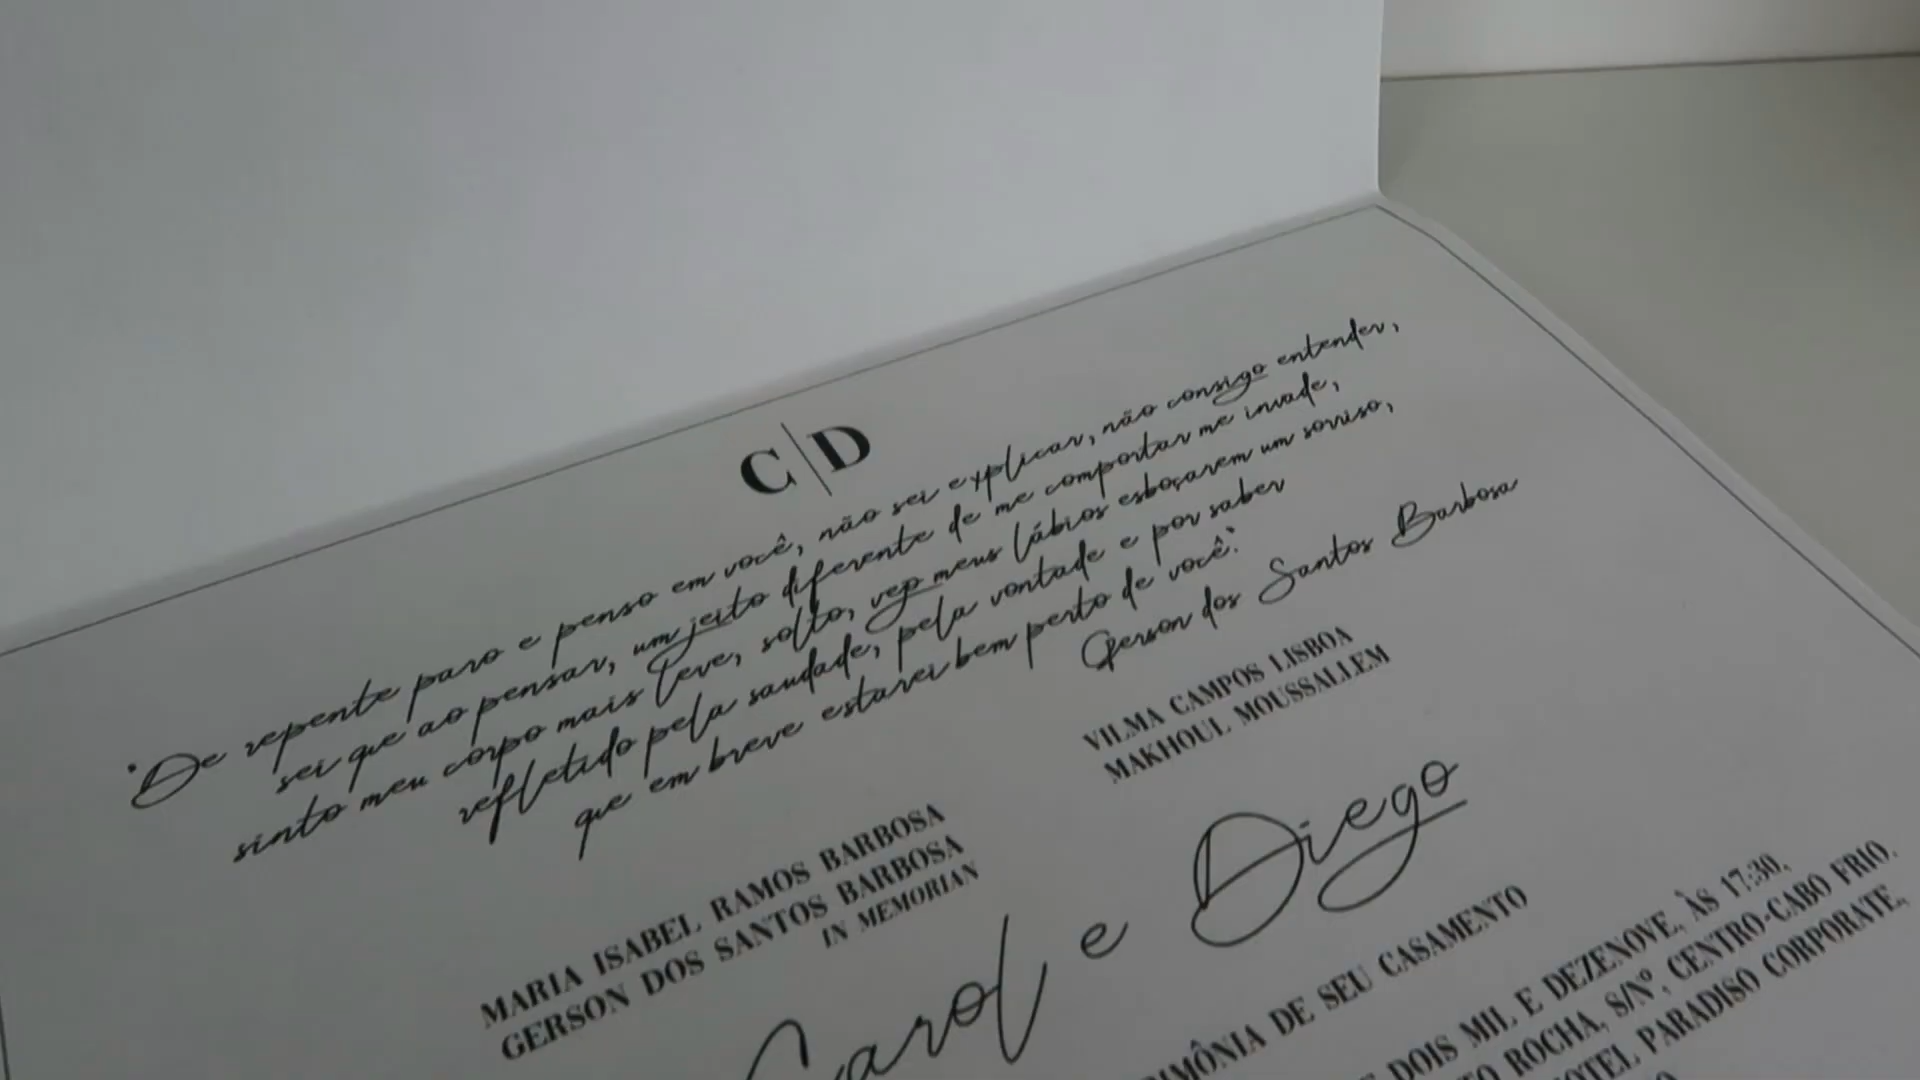 C|D
"De repente paro e penso em você, não sei explicar, não consigo entender,
sei que ao pensar, um jeito diferente de me comportar me invade,
sinto meu corpo mais leve, solto, vejo meus lábios esboçarem um sorriso,
refletido pela saudade, pela vontade e por saber
que em breve estarei bem perto de você."
Gerson dos Santos Barbosa
MARIA ISABEL RAMOS BARBOSA
GERSON DOS SANTOS BARBOSA
IN MEMORIAN
VILMA CAMPOS LISBOA
MAKHOUL MOUSSALLEM
Carol e Diego
DE SEU CASAMENTO
DOIS MIL E DEZENOVE, ÀS 17:30,
ROCHA, S/Nº, CENTRO-CABO FRIO.
PARADISO CORPORATE,